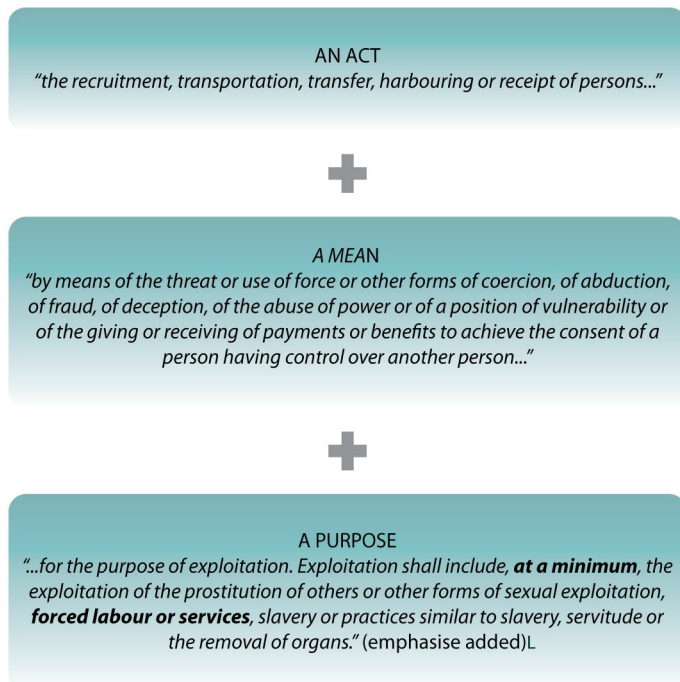 AN ACT
“the recruitment, transportation, transfer, harbouring or receipt of persons...”
A MEAN
“by means of the threat or use of force or other forms of coercion, of abduction,
of fraud, of deception, of the abuse of power or of a position of vulnerability or
of the giving or receiving of payments or benefits to achieve the consent of a
person having control over another person...”
A PURPOSE
“...for the purpose of exploitation. Exploitation shall include, at a minimum, the
exploitation of the prostitution of others or other forms of sexual exploitation,
forced labour or services, slavery or practices similar to slavery, servitude or
the removal of organs.” (emphasise added)L